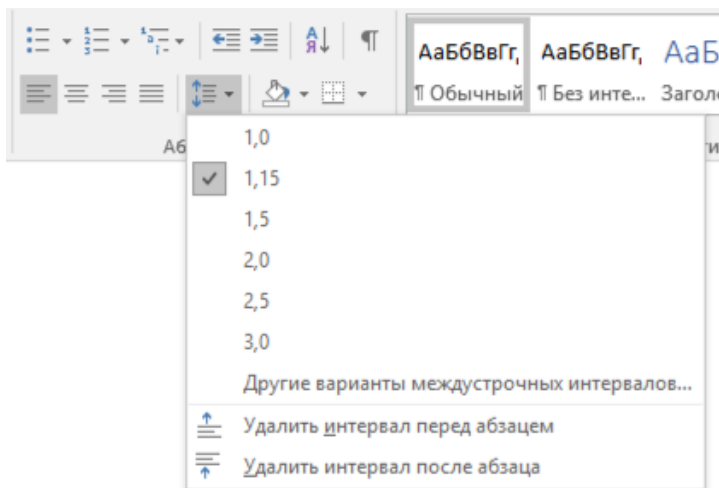 АаБбВвГг, АаБбВвГг, АаБ
¶ Обычный ¶ Без инте... Заголо
Аб
1,0
1,15
1,5
2,0
2,5
3,0
Другие варианты междустрочных интервалов...
Удалить интервал перед абзацем
Удалить интервал после абзаца